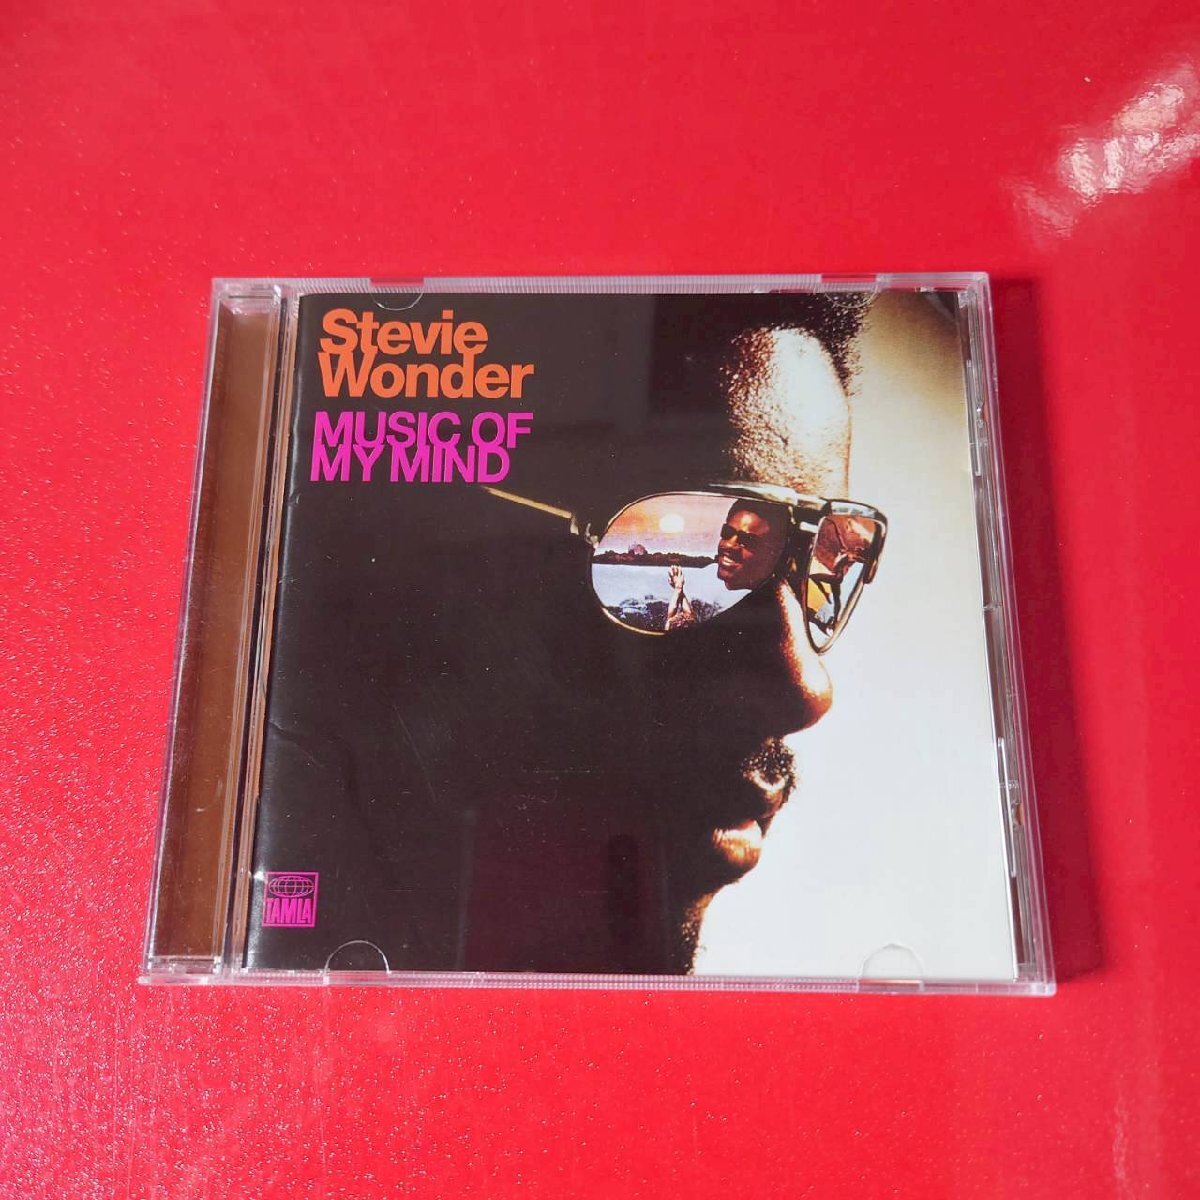 Stevie
Wonder
MUSIC OF
MY MIND
TAMLA